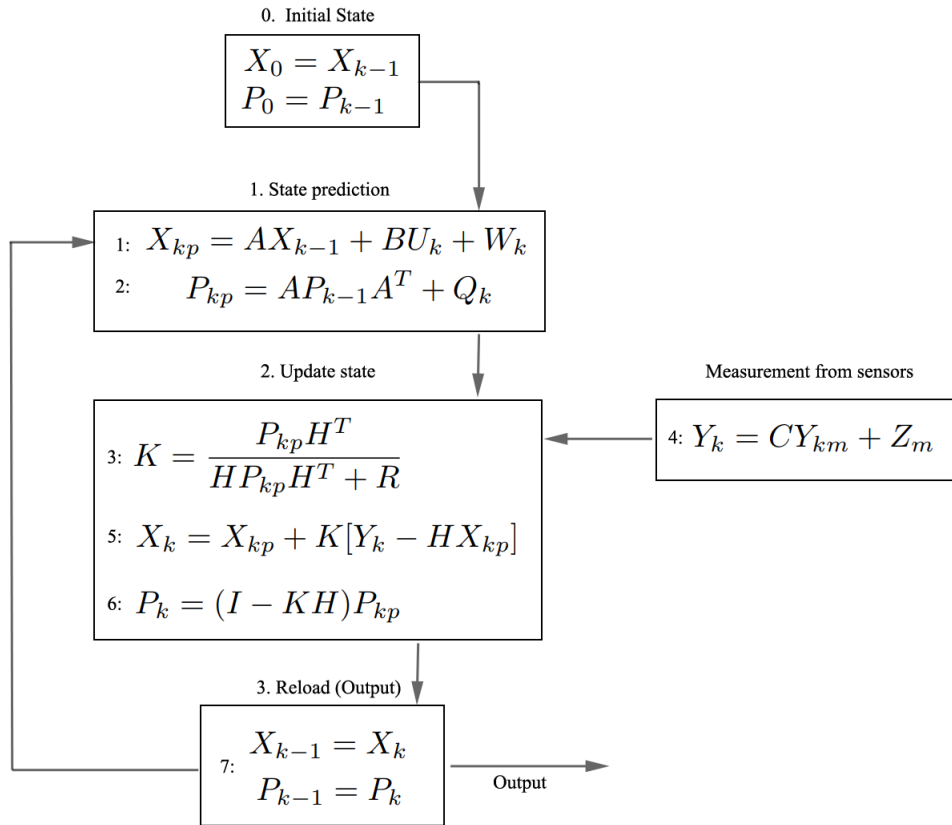 0. Initial State
X_0 = X_{k-1}
P_0 = P_{k-1}
1. State prediction
1: X_{kp} = AX_{k-1} + BU_k + W_k
2: P_{kp} = AP_{k-1}A^T + Q_k
2. Update state
Measurement from sensors
3: K = \frac{P_{kp}H^T}{HP_{kp}H^T + R}
4: Y_k = CY_{km} + Z_m
5: X_k = X_{kp} + K[Y_k - HX_{kp}]
6: P_k = (I - KH)P_{kp}
3. Reload (Output)
7: X_{k-1} = X_k
P_{k-1} = P_k
Output